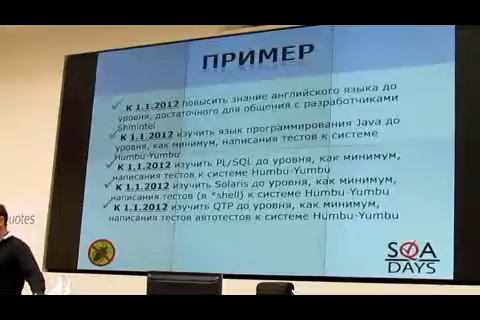 ПРИМЕР
К 1.1.2012 повысить знание английского языка до
уровня, достаточного для общения с разработчиками
Shmintel
К 1.1.2012 изучить язык программирования Java до
уровня, как минимум, написания тестов к системе
Humbu-Yumbu
К 1.1.2012 изучить PL/SQL до уровня, как минимум,
написания тестов к системе Humbu-Yumbu
К 1.1.2012 изучить Solaris до уровня, как минимум,
написания тестов (в *shell) к системе Humbu-Yumbu
К 1.1.2012 изучить QTP до уровня, как минимум,
написания тестов автотестов к системе Humbu-Yumbu
uotes
SQA
DAYS